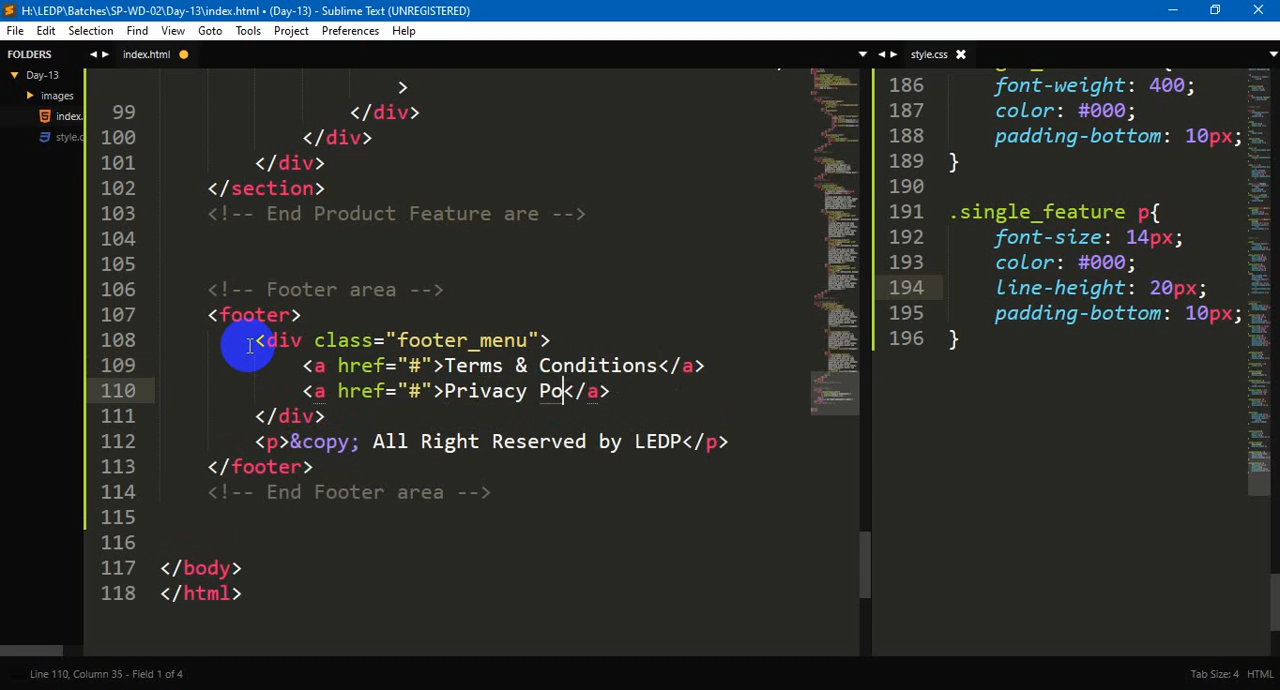 H:\LEDP\Batches\SP-WD-02\Day-13\index.html • (Day-13) - Sublime Text (UNREGISTERED)
File Edit Selection Find View Goto Tools Project Preferences Help
FOLDERS
Day-13
images
index.
style.c
index.html
>
99 </div>
100 </div>
101 </div>
102 </section>
103 <!-- End Product Feature are -->
104
105
106 <!-- Footer area -->
107 <footer>
108 <div class="footer_menu">
109 <a href="#">Terms & Conditions</a>
110 <a href="#">Privacy Po</a>
111 </div>
112 <p>&copy; All Right Reserved by LEDP</p>
113 </footer>
114 <!-- End Footer area -->
115
116
117 </body>
118 </html>
style.css
186 font-weight: 400;
187 color: #000;
188 padding-bottom: 10px;
189 }
190
191 .single_feature p{
192 font-size: 14px;
193 color: #000;
194 line-height: 20px;
195 padding-bottom: 10px;
196 }
Line 110, Column 35 - Field 1 of 4
Tab Size: 4 HTML